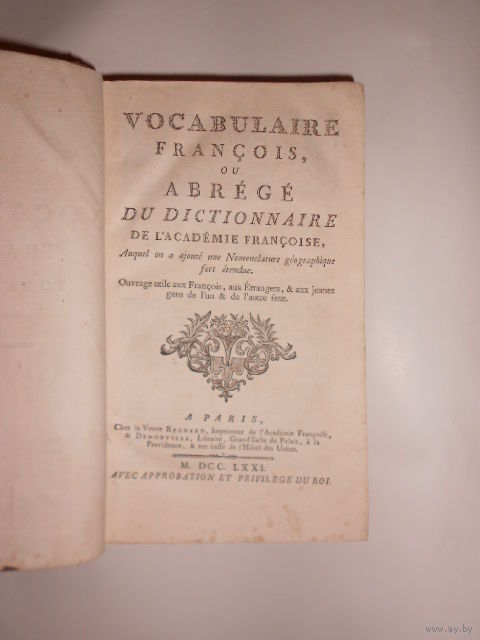 VOCABULAIRE
FRANÇOIS,
OU
ABRÉGÉ
DU DICTIONNAIRE
DE L'ACADÉMIE FRANÇOISE,
Auquel on a ajouté une Nomenclature géographique
fort étendue.
Ouvrage utile aux François, aux Étrangers, & aux jeunes
gens de l'un & de l'autre sexe.
A PARIS,
Chez la Veuve REGNARD, Imprimeur de l'Académie Françoise,
& DEMONVILLE, Libraire, Grand'Salle du Palais, à la
Providence, & rue basse de l'Hôtel des Ursins.
M. DCC. LXXI.
AVEC APPROBATION ET PRIVILEGE DU ROI.
www.ay.by